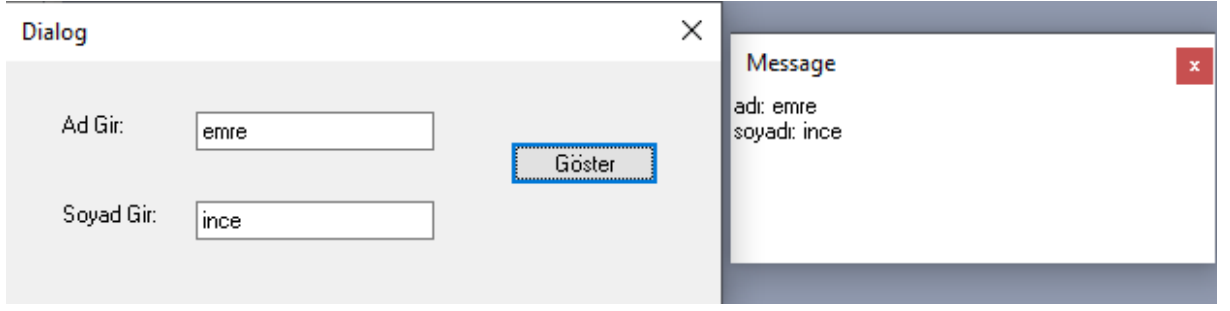 Dialog
Ad Gir:
emre
Göster
Soyad Gir:
ince
Message
x
adı: emre
soyadı: ince